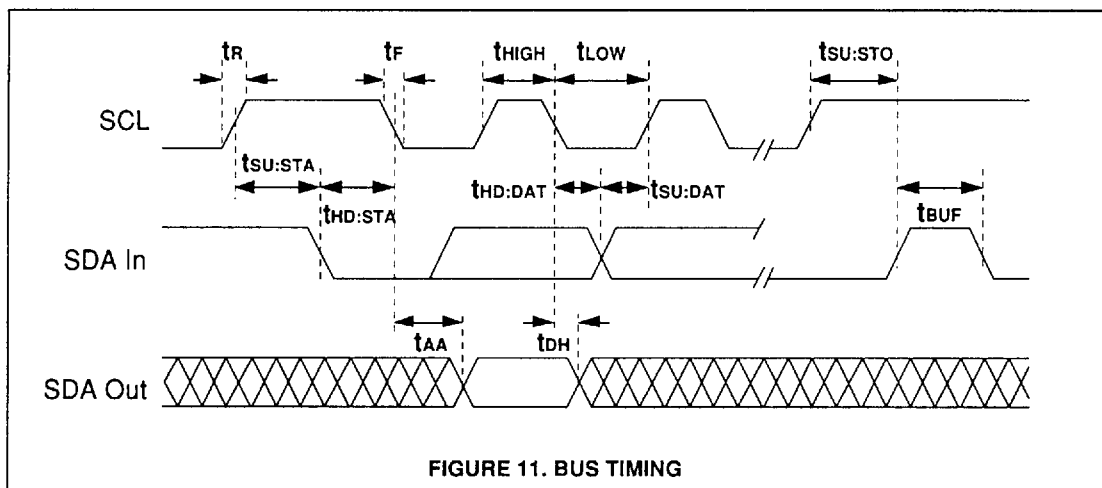 tR
tF
tHIGH
tLOW
tSU:STO
SCL
tSU:STA
tHD:STA
tHD:DAT
tSU:DAT
tBUF
SDA In
tAA
tDH
SDA Out
FIGURE 11. BUS TIMING